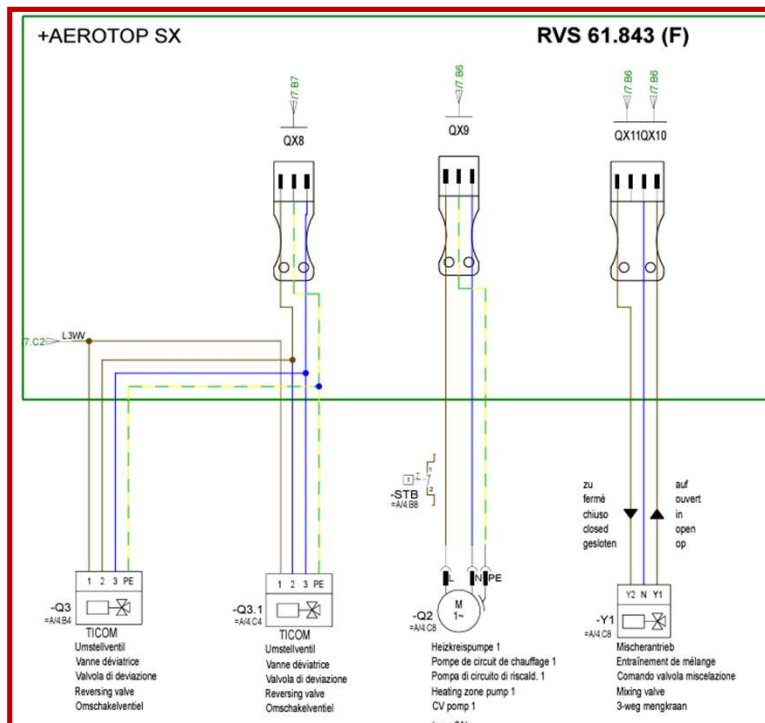 +AEROTOP SX
RVS 61.843 (F)
/7.B7
/7.B6
/7.B6
/7.B6
QX8
QX9
QX11QX10
7.C2
L3WV
1
2
-STB
=A/4.B8
zu
fermé
chiuso
closed
gesloten
auf
ouvert
in
open
op
1 2 3 PE
-Q3
=A/4.B4
TICOM
Umstellventil
Vanne déviatrice
Valvola di deviazione
Reversing valve
Omschakelventiel
1 2 3 PE
-Q3.1
=A/4.C4
TICOM
Umstellventil
Vanne déviatrice
Valvola di deviazione
Reversing valve
Omschakelventiel
L N PE
-Q2
=A/4.C8
M
1~
Heizkreispumpe 1
Pompe de circuit de chauffage 1
Pompa di circuito di riscald. 1
Heating zone pump 1
CV pomp 1
Y2 N Y1
-Y1
=A/4.C8
Mischerantrieb
Entraînement de mélange
Comando valvola miscelazione
Mixing valve
3-weg mengkraan